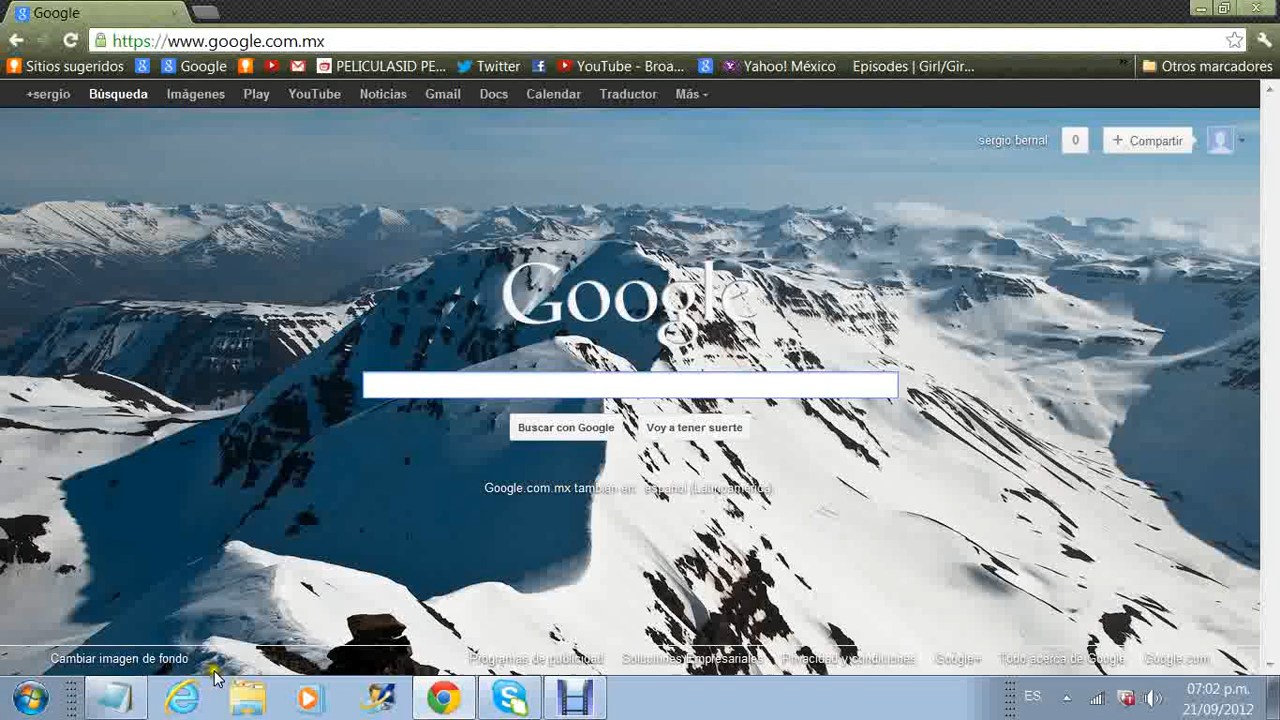 Google
https://www.google.com.mx
Sitios sugeridos Google PELICULASID PE... Twitter YouTube - Broa... Yahoo! México Episodes | Girl/Gir... » Otros marcadores
+sergio Búsqueda Imágenes Play YouTube Noticias Gmail Docs Calendar Traductor Más
sergio bernal 0 + Compartir
Google
Buscar con Google Voy a tener suerte
Google.com.mx también en: español (Latinoamérica)
Cambiar imagen de fondo Programas de publicidad Soluciones Empresariales Privacidad y condiciones Google+ Todo acerca de Google Google.com
ES 07:02 p.m.
21/09/2012